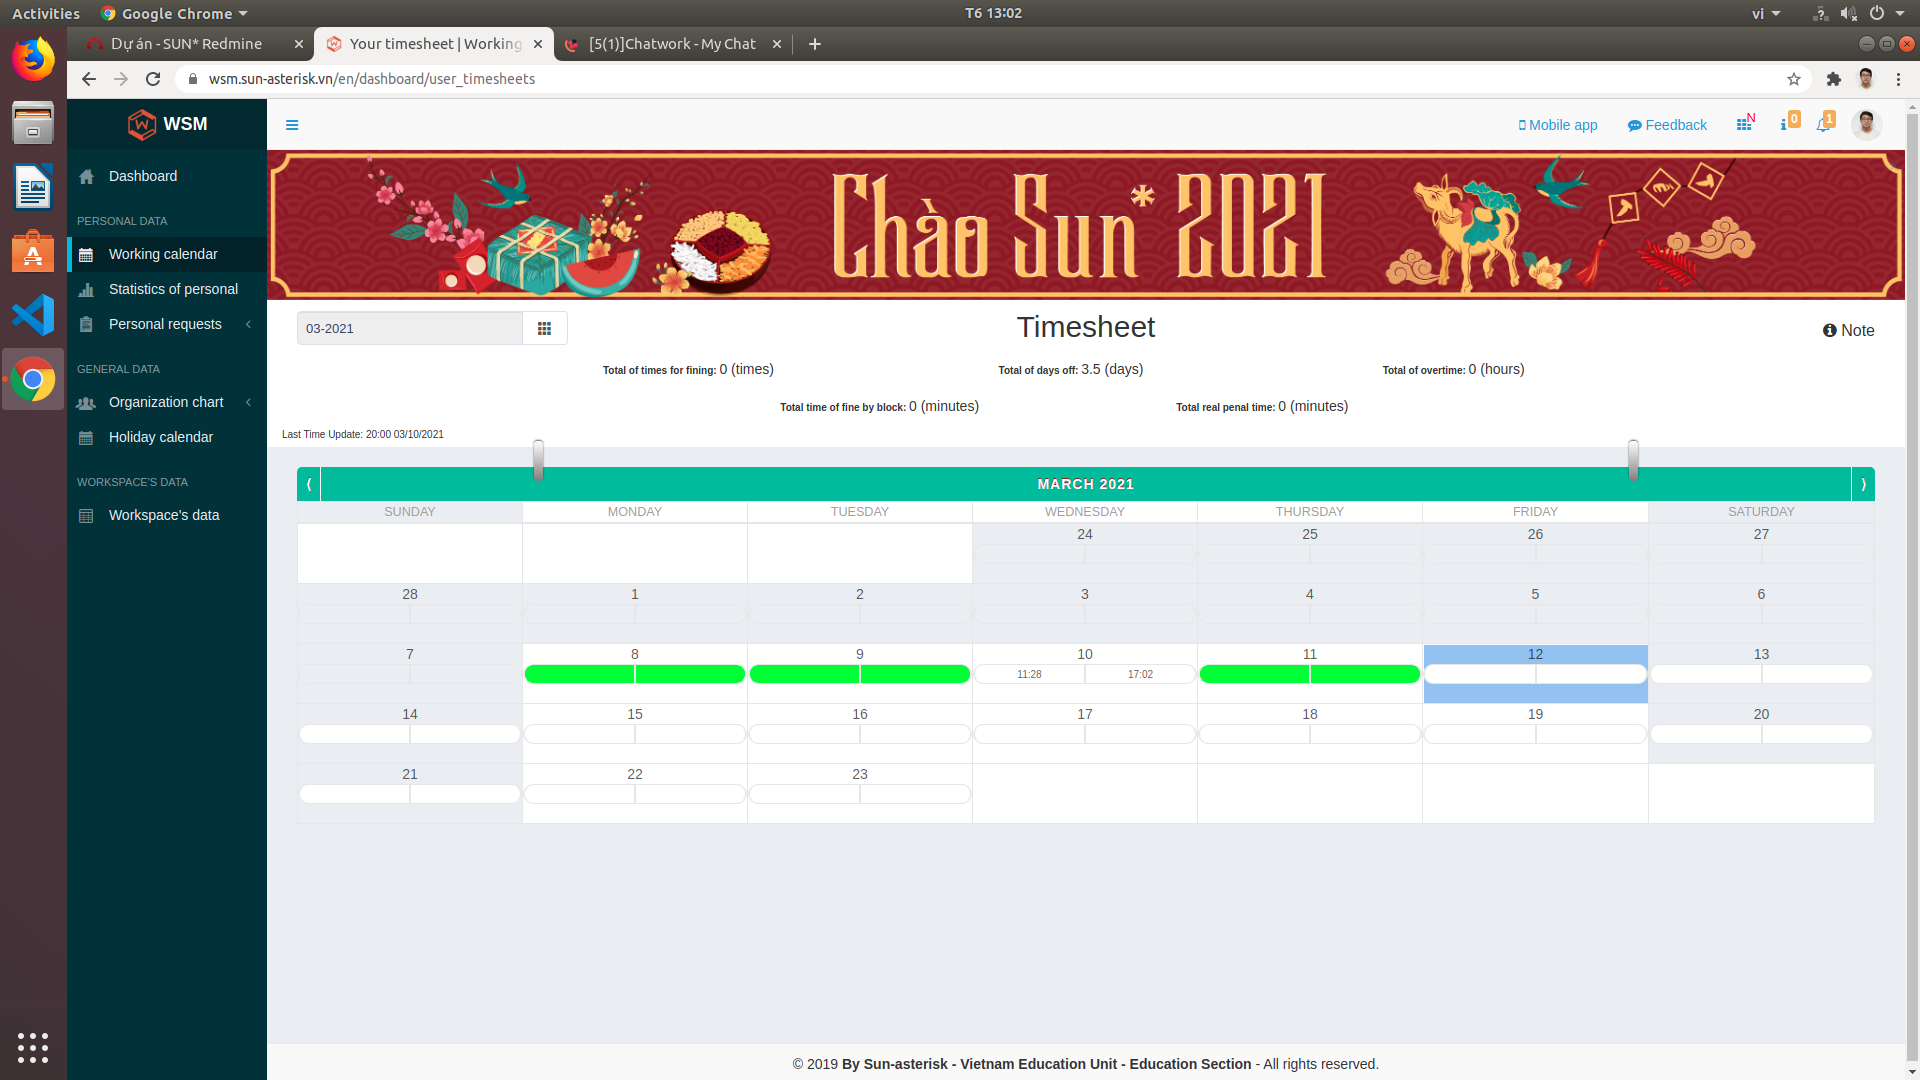 Activities
Google Chrome
T6 13:02
vi
Dự án - SUN* Redmine
Your timesheet | Working
[5(1)]Chatwork - My Chat
wsm.sun-asterisk.vn/en/dashboard/user_timesheets
WSM
Mobile app
Feedback
N
0
1
Dashboard
PERSONAL DATA
Working calendar
Statistics of personal
Personal requests
GENERAL DATA
Organization chart
Holiday calendar
WORKSPACE'S DATA
Workspace's data
Chào Sun* 2021
03-2021
Timesheet
Note
Total of times for fining: 0 (times)
Total of days off: 3.5 (days)
Total of overtime: 0 (hours)
Total time of fine by block: 0 (minutes)
Total real penal time: 0 (minutes)
Last Time Update: 20:00 03/10/2021
MARCH 2021
SUNDAY MONDAY TUESDAY WEDNESDAY THURSDAY FRIDAY SATURDAY
24 25 26 27
28 1 2 3 4 5 6
7 8 9 10 11 12 13
11:28 17:02
14 15 16 17 18 19 20
21 22 23
© 2019 By Sun-asterisk - Vietnam Education Unit - Education Section - All rights reserved.